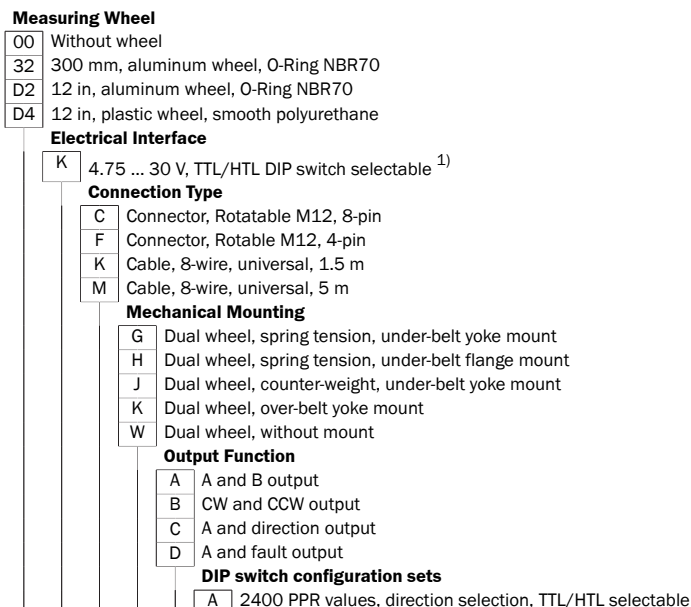 Measuring Wheel
00 Without wheel
32 300 mm, aluminum wheel, O-Ring NBR70
D2 12 in, aluminum wheel, O-Ring NBR70
D4 12 in, plastic wheel, smooth polyurethane
Electrical Interface
K 4.75 ... 30 V, TTL/HTL DIP switch selectable 1)
Connection Type
C Connector, Rotatable M12, 8-pin
F Connector, Rotable M12, 4-pin
K Cable, 8-wire, universal, 1.5 m
M Cable, 8-wire, universal, 5 m
Mechanical Mounting
G Dual wheel, spring tension, under-belt yoke mount
H Dual wheel, spring tension, under-belt flange mount
J Dual wheel, counter-weight, under-belt yoke mount
K Dual wheel, over-belt yoke mount
W Dual wheel, without mount
Output Function
A A and B output
B CW and CCW output
C A and direction output
D A and fault output
DIP switch configuration sets
A 2400 PPR values, direction selection, TTL/HTL selectable